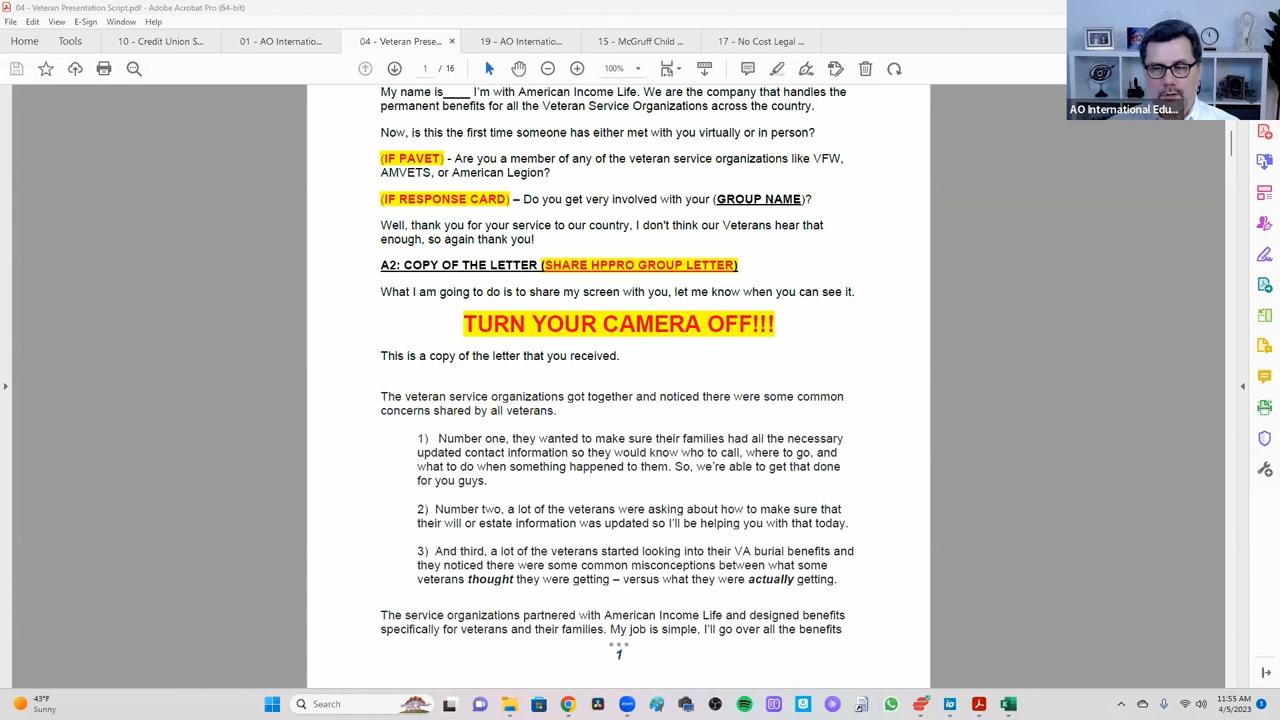 04 - Veteran Presentation Script.pdf - Adobe Acrobat Pro (64-bit)
File Edit View E-Sign Window Help
Home Tools 10 - Credit Union S... 01 - AO Internatio... 04 - Veteran Prese... × 19 - AO Internatio... 15 - McGruff Child ... 17 - No Cost Legal ...
1 / 16 100%
AO International Edu...
My name is____ I'm with American Income Life. We are the company that handles the
permanent benefits for all the Veteran Service Organizations across the country.
Now, is this the first time someone has either met with you virtually or in person?
(IF PAVET) - Are you a member of any of the veteran service organizations like VFW,
AMVETS, or American Legion?
(IF RESPONSE CARD) – Do you get very involved with your (GROUP NAME)?
Well, thank you for your service to our country, I don't think our Veterans hear that
enough, so again thank you!
A2: COPY OF THE LETTER (SHARE HPPRO GROUP LETTER)
What I am going to do is to share my screen with you, let me know when you can see it.
TURN YOUR CAMERA OFF!!!
This is a copy of the letter that you received.
The veteran service organizations got together and noticed there were some common
concerns shared by all veterans.
1) Number one, they wanted to make sure their families had all the necessary
updated contact information so they would know who to call, where to go, and
what to do when something happened to them. So, we're able to get that done
for you guys.
2) Number two, a lot of the veterans were asking about how to make sure that
their will or estate information was updated so I'll be helping you with that today.
3) And third, a lot of the veterans started looking into their VA burial benefits and
they noticed there were some common misconceptions between what some
veterans thought they were getting – versus what they were actually getting.
The service organizations partnered with American Income Life and designed benefits
specifically for veterans and their families. My job is simple, I'll go over all the benefits
1
43°F
Sunny
Search
11:55 AM
4/5/2023